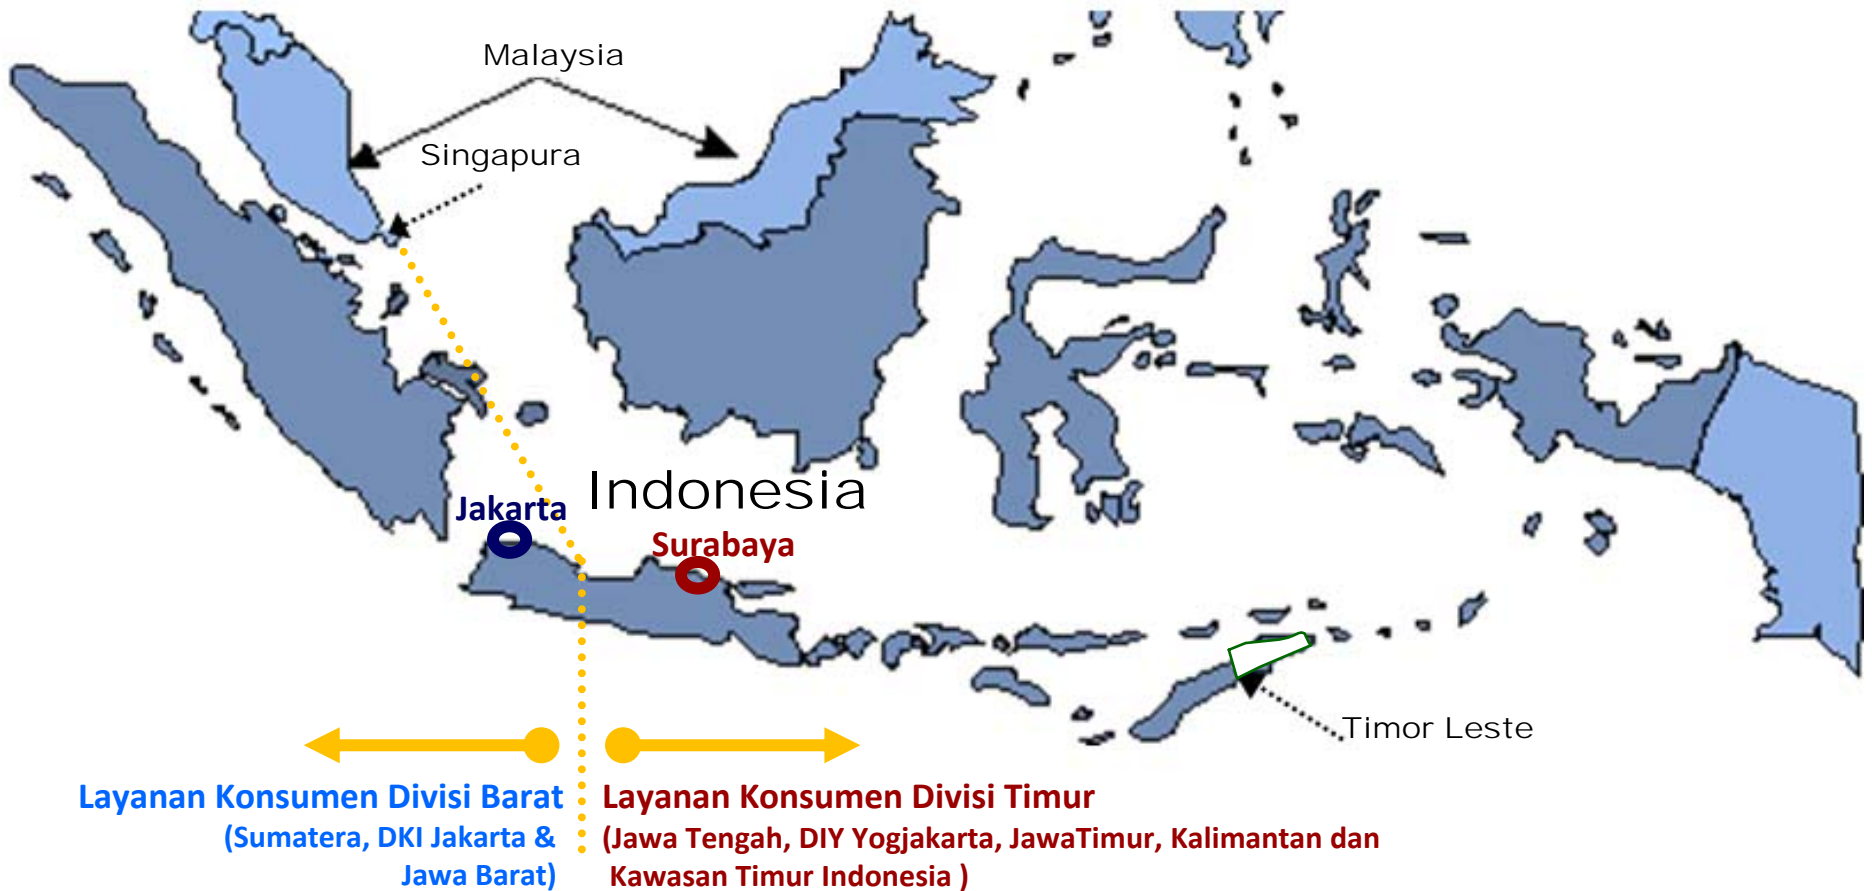 Malaysia
Singapura
Indonesia
Jakarta
Surabaya
Timor Leste
Layanan Konsumen Divisi Barat
(Sumatera, DKI Jakarta &
Jawa Barat)
Layanan Konsumen Divisi Timur
(Jawa Tengah, DIY Yogjakarta, JawaTimur, Kalimantan dan
Kawasan Timur Indonesia )